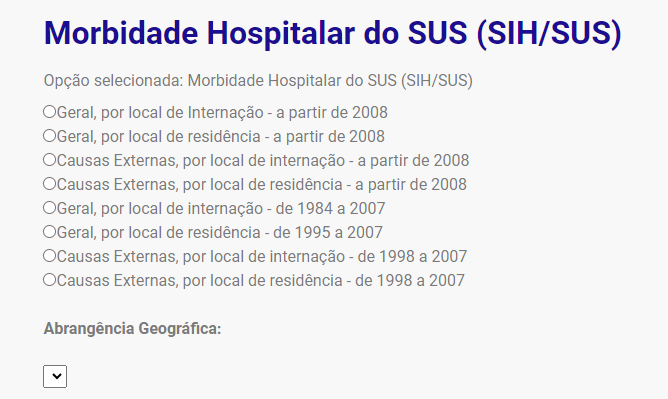 Morbidade Hospitalar do SUS (SIH/SUS)
Opção selecionada: Morbidade Hospitalar do SUS (SIH/SUS)
Geral, por local de Internação - a partir de 2008
Geral, por local de residência - a partir de 2008
Causas Externas, por local de internação - a partir de 2008
Causas Externas, por local de residência - a partir de 2008
Geral, por local de internação - de 1984 a 2007
Geral, por local de residência - de 1995 a 2007
Causas Externas, por local de internação - de 1998 a 2007
Causas Externas, por local de residência - de 1998 a 2007
Abrangência Geográfica: